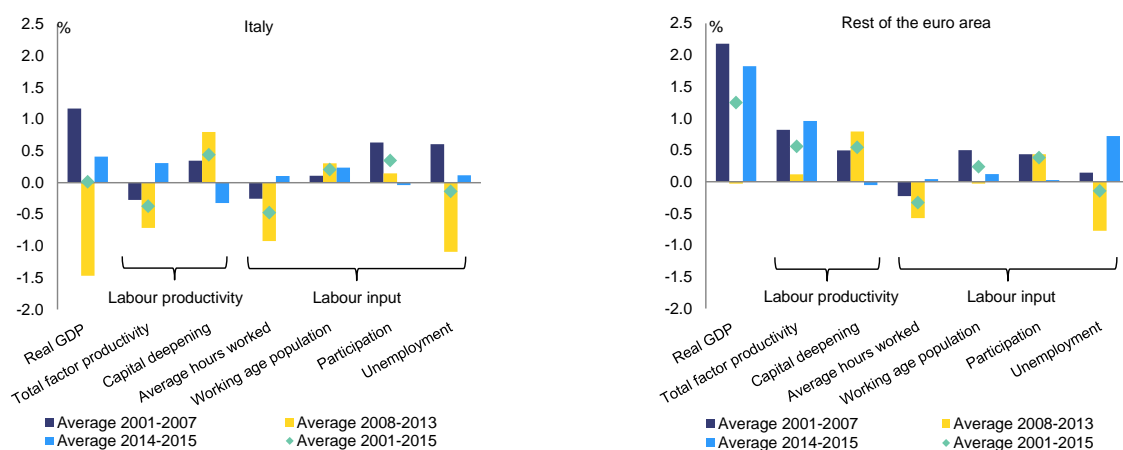 Italy
%
2.5
2.0
1.5
1.0
0.5
0.0
-0.5
-1.0
-1.5
-2.0
Labour productivity
Labour input
Real GDP
Total factor productivity
Capital deepening
Average hours worked
Working age population
Participation
Unemployment
Average 2001-2007
Average 2008-2013
Average 2014-2015
Average 2001-2015
Rest of the euro area
%
2.5
2.0
1.5
1.0
0.5
0.0
-0.5
-1.0
-1.5
-2.0
Labour productivity
Labour input
Real GDP
Total factor productivity
Capital deepening
Average hours worked
Working age population
Participation
Unemployment
Average 2001-2007
Average 2008-2013
Average 2014-2015
Average 2001-2015